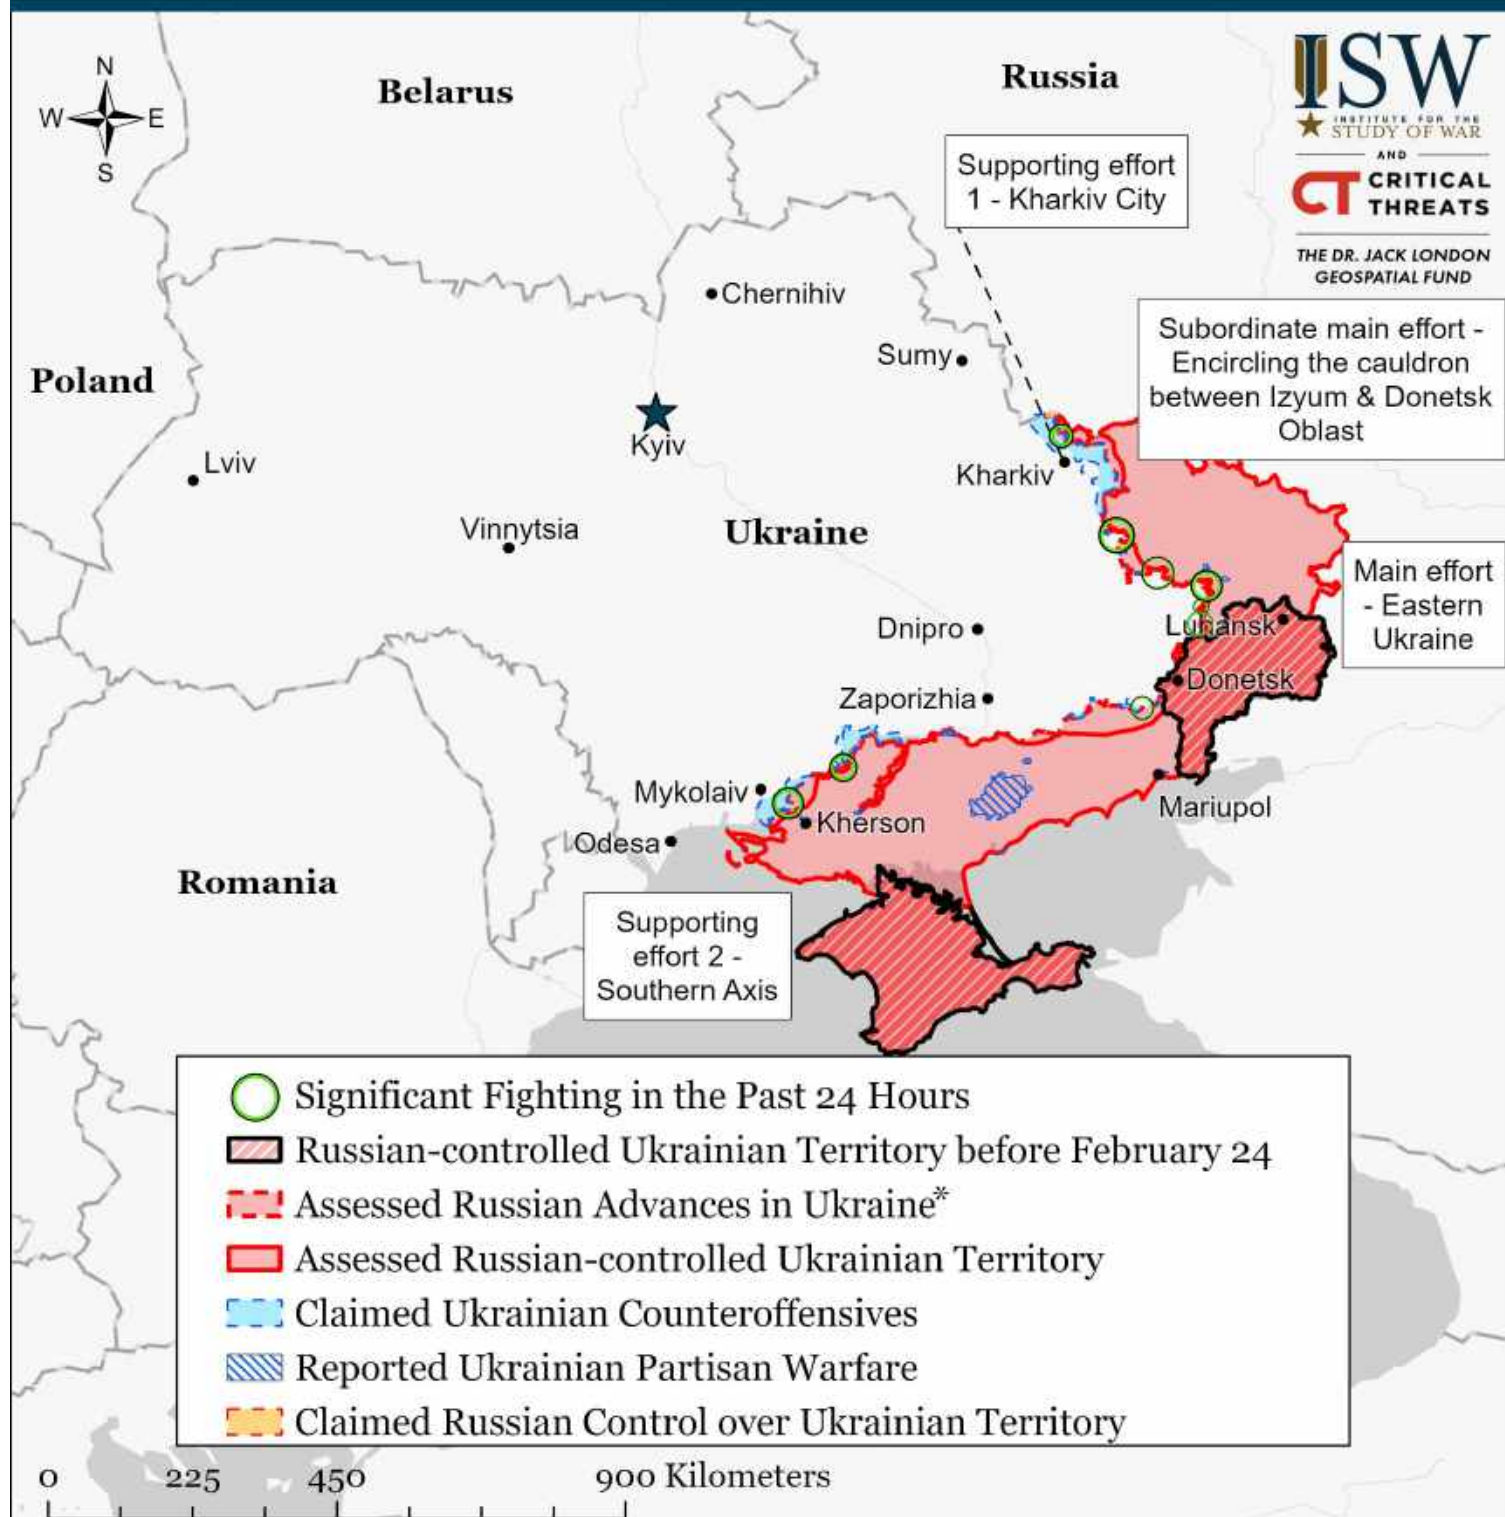 N
W
E
S
Belarus
Russia
ISW
INSTITUTE FOR THE
STUDY OF WAR
AND
CT CRITICAL
THREATS
THE DR. JACK LONDON
GEOSPATIAL FUND
Supporting effort
1 - Kharkiv City
Chernihiv
Subordinate main effort -
Encircling the cauldron
between Izyum & Donetsk
Oblast
Sumy
Poland
Kyiv
Lviv
Kharkiv
Vinnytsia
Ukraine
Main effort
- Eastern
Ukraine
Dnipro
Luhansk
Donetsk
Zaporizhia
Mykolaiv
Mariupol
Kherson
Odesa
Romania
Supporting
effort 2 -
Southern Axis
Significant Fighting in the Past 24 Hours
Russian-controlled Ukrainian Territory before February 24
Assessed Russian Advances in Ukraine*
Assessed Russian-controlled Ukrainian Territory
Claimed Ukrainian Counteroffensives
Reported Ukrainian Partisan Warfare
Claimed Russian Control over Ukrainian Territory
0 225 450 900 Kilometers